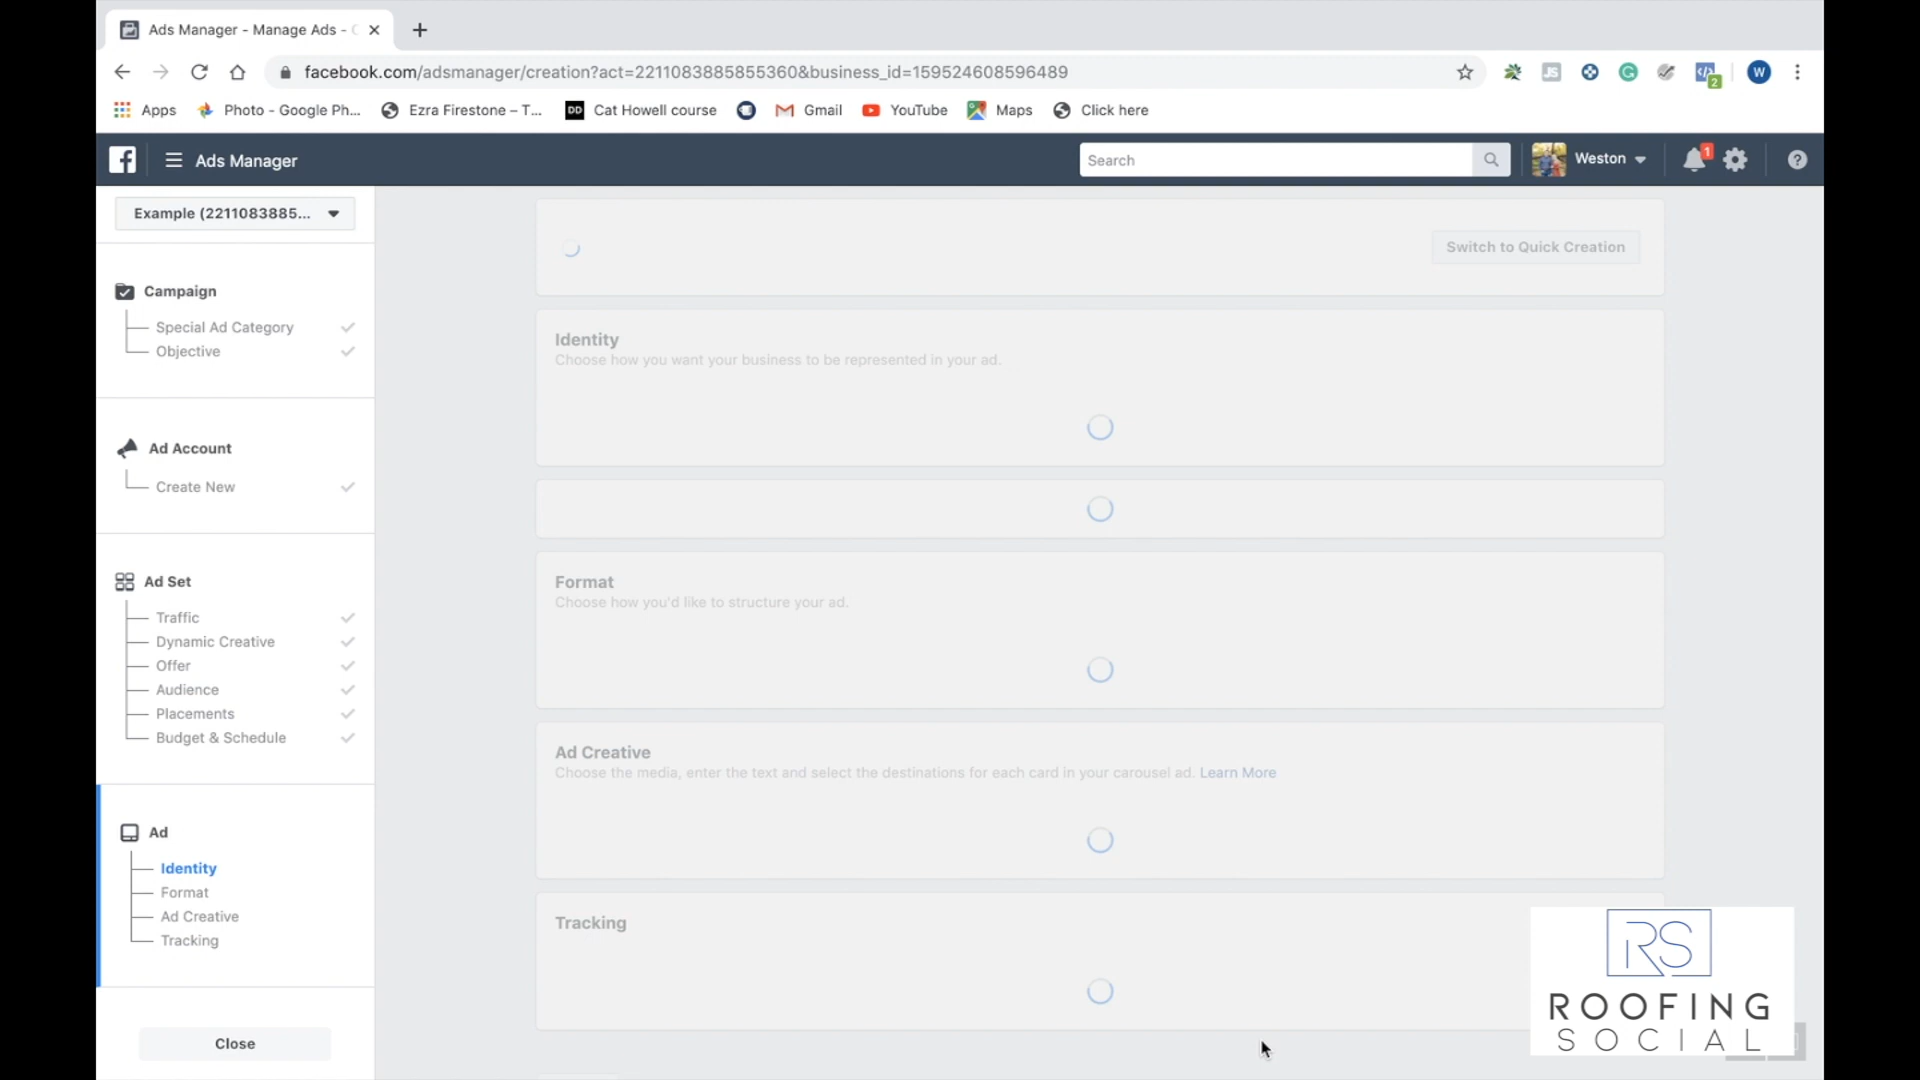 Ads Manager - Manage Ads -
facebook.com/adsmanager/creation?act=2211083885855360&business_id=159524608596489
JS
2
W
Apps
Photo - Google Ph...
Ezra Firestone – T...
DD
Cat Howell course
Gmail
YouTube
Maps
Click here
Ads Manager
Search
Weston
1
Example (2211083885...
Switch to Quick Creation
Campaign
Special Ad Category
Objective
Ad Account
Create New
Ad Set
Traffic
Dynamic Creative
Offer
Audience
Placements
Budget & Schedule
Ad
Identity
Format
Ad Creative
Tracking
Close
Identity
Choose how you want your business to be represented in your ad.
Format
Choose how you'd like to structure your ad.
Ad Creative
Choose the media, enter the text and select the destinations for each card in your carousel ad. Learn More
Tracking
RS
ROOFING
SOCIAL